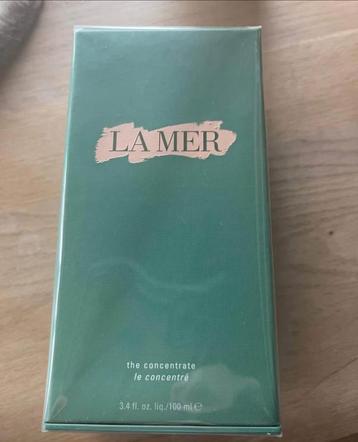 LA MER
the concentrate
le concentré
3.4 fl. oz. liq./100 ml ℮